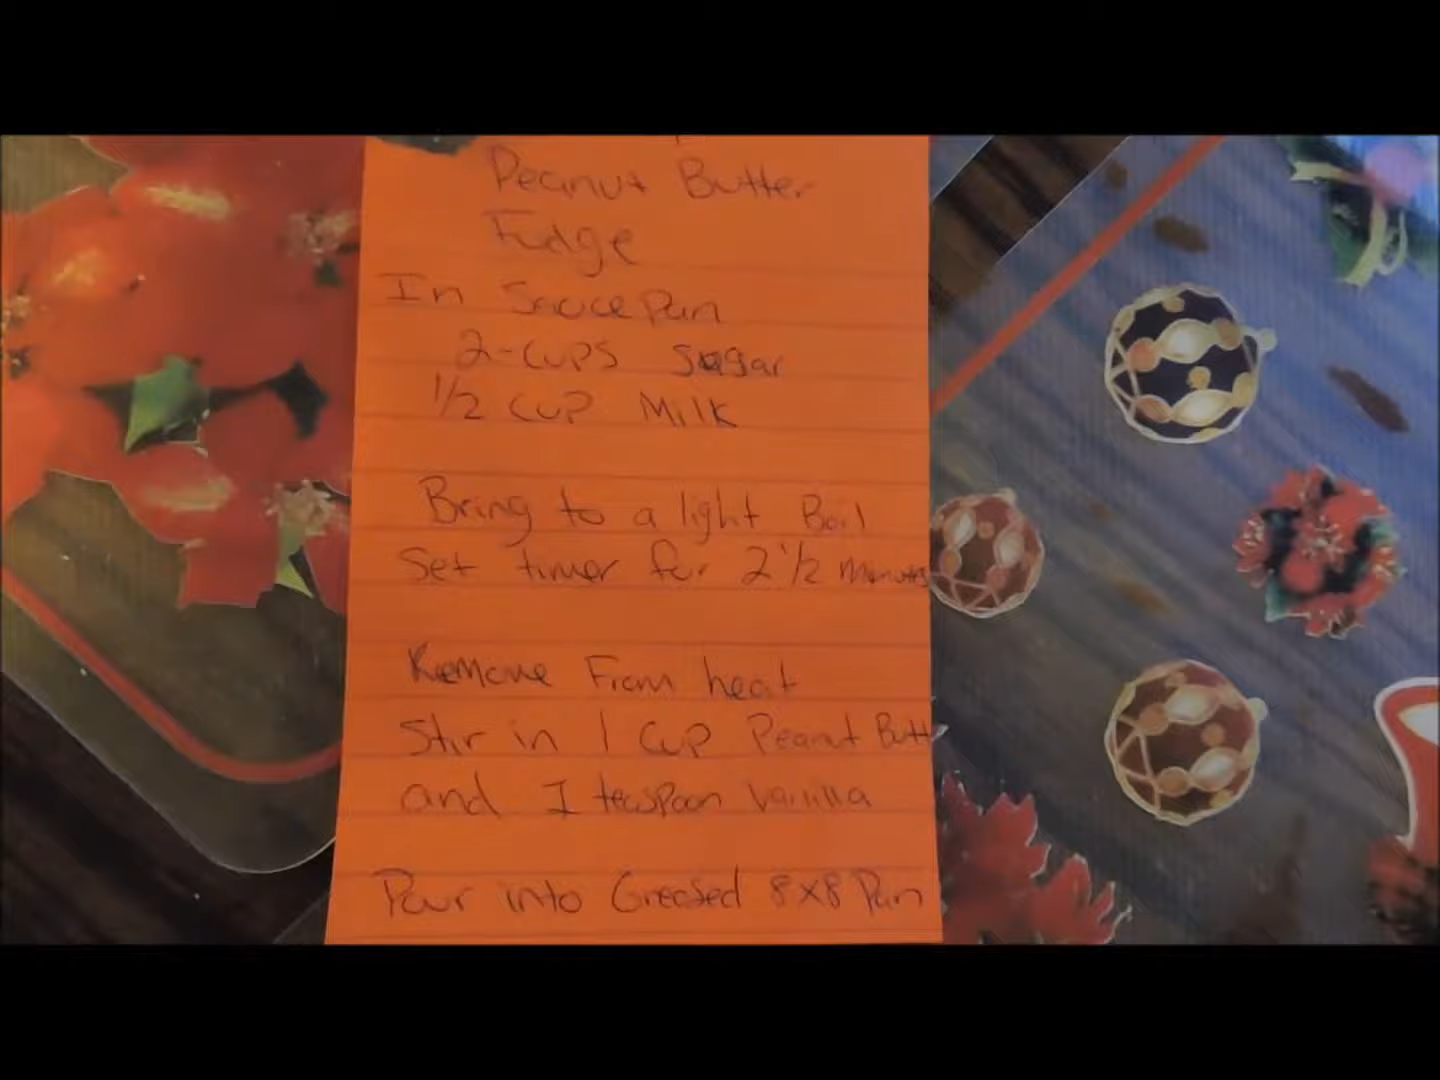 Peanut Butter
Fudge
In Sauce Pan
2-cups sugar
1/2 cup Milk
Bring to a light Boil
Set timer for 2 1/2 Minutes
Remove From heat
Stir in 1 cup Peanut Butt
and 1 teaspoon Vanilla
Pour into Greased 8x8 Pan